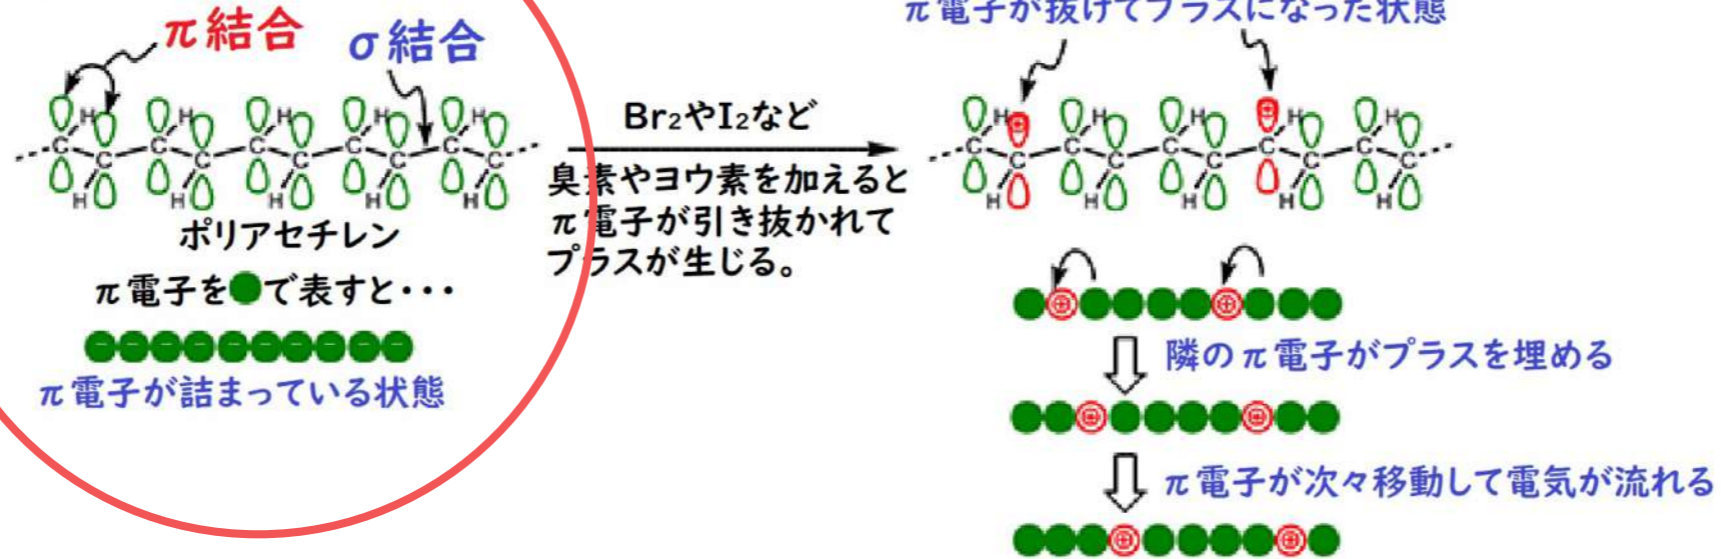 π結合
σ結合
ポリアセチレン
π電子を●で表すと・・・
π電子が詰まっている状態
Br₂やI₂など
臭素やヨウ素を加えると
π電子が引き抜かれて
プラスが生じる。
π電子が抜けてプラスになった状態
隣のπ電子がプラスを埋める
π電子が次々移動して電気が流れる